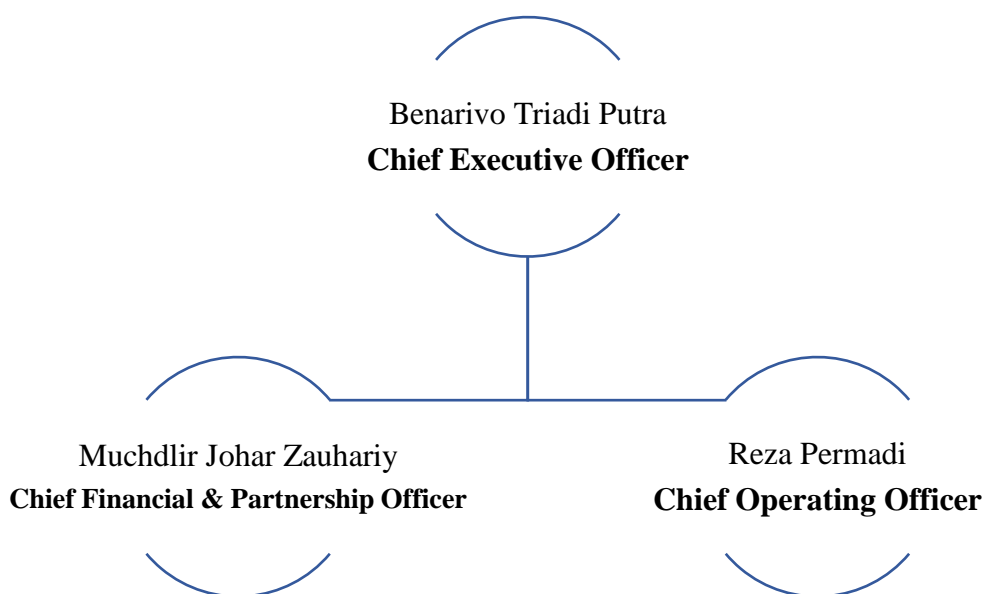 Benarivo Triadi Putra
Chief Executive Officer
Muchdlir Johar Zauhariy
Chief Financial & Partnership Officer
Reza Permadi
Chief Operating Officer